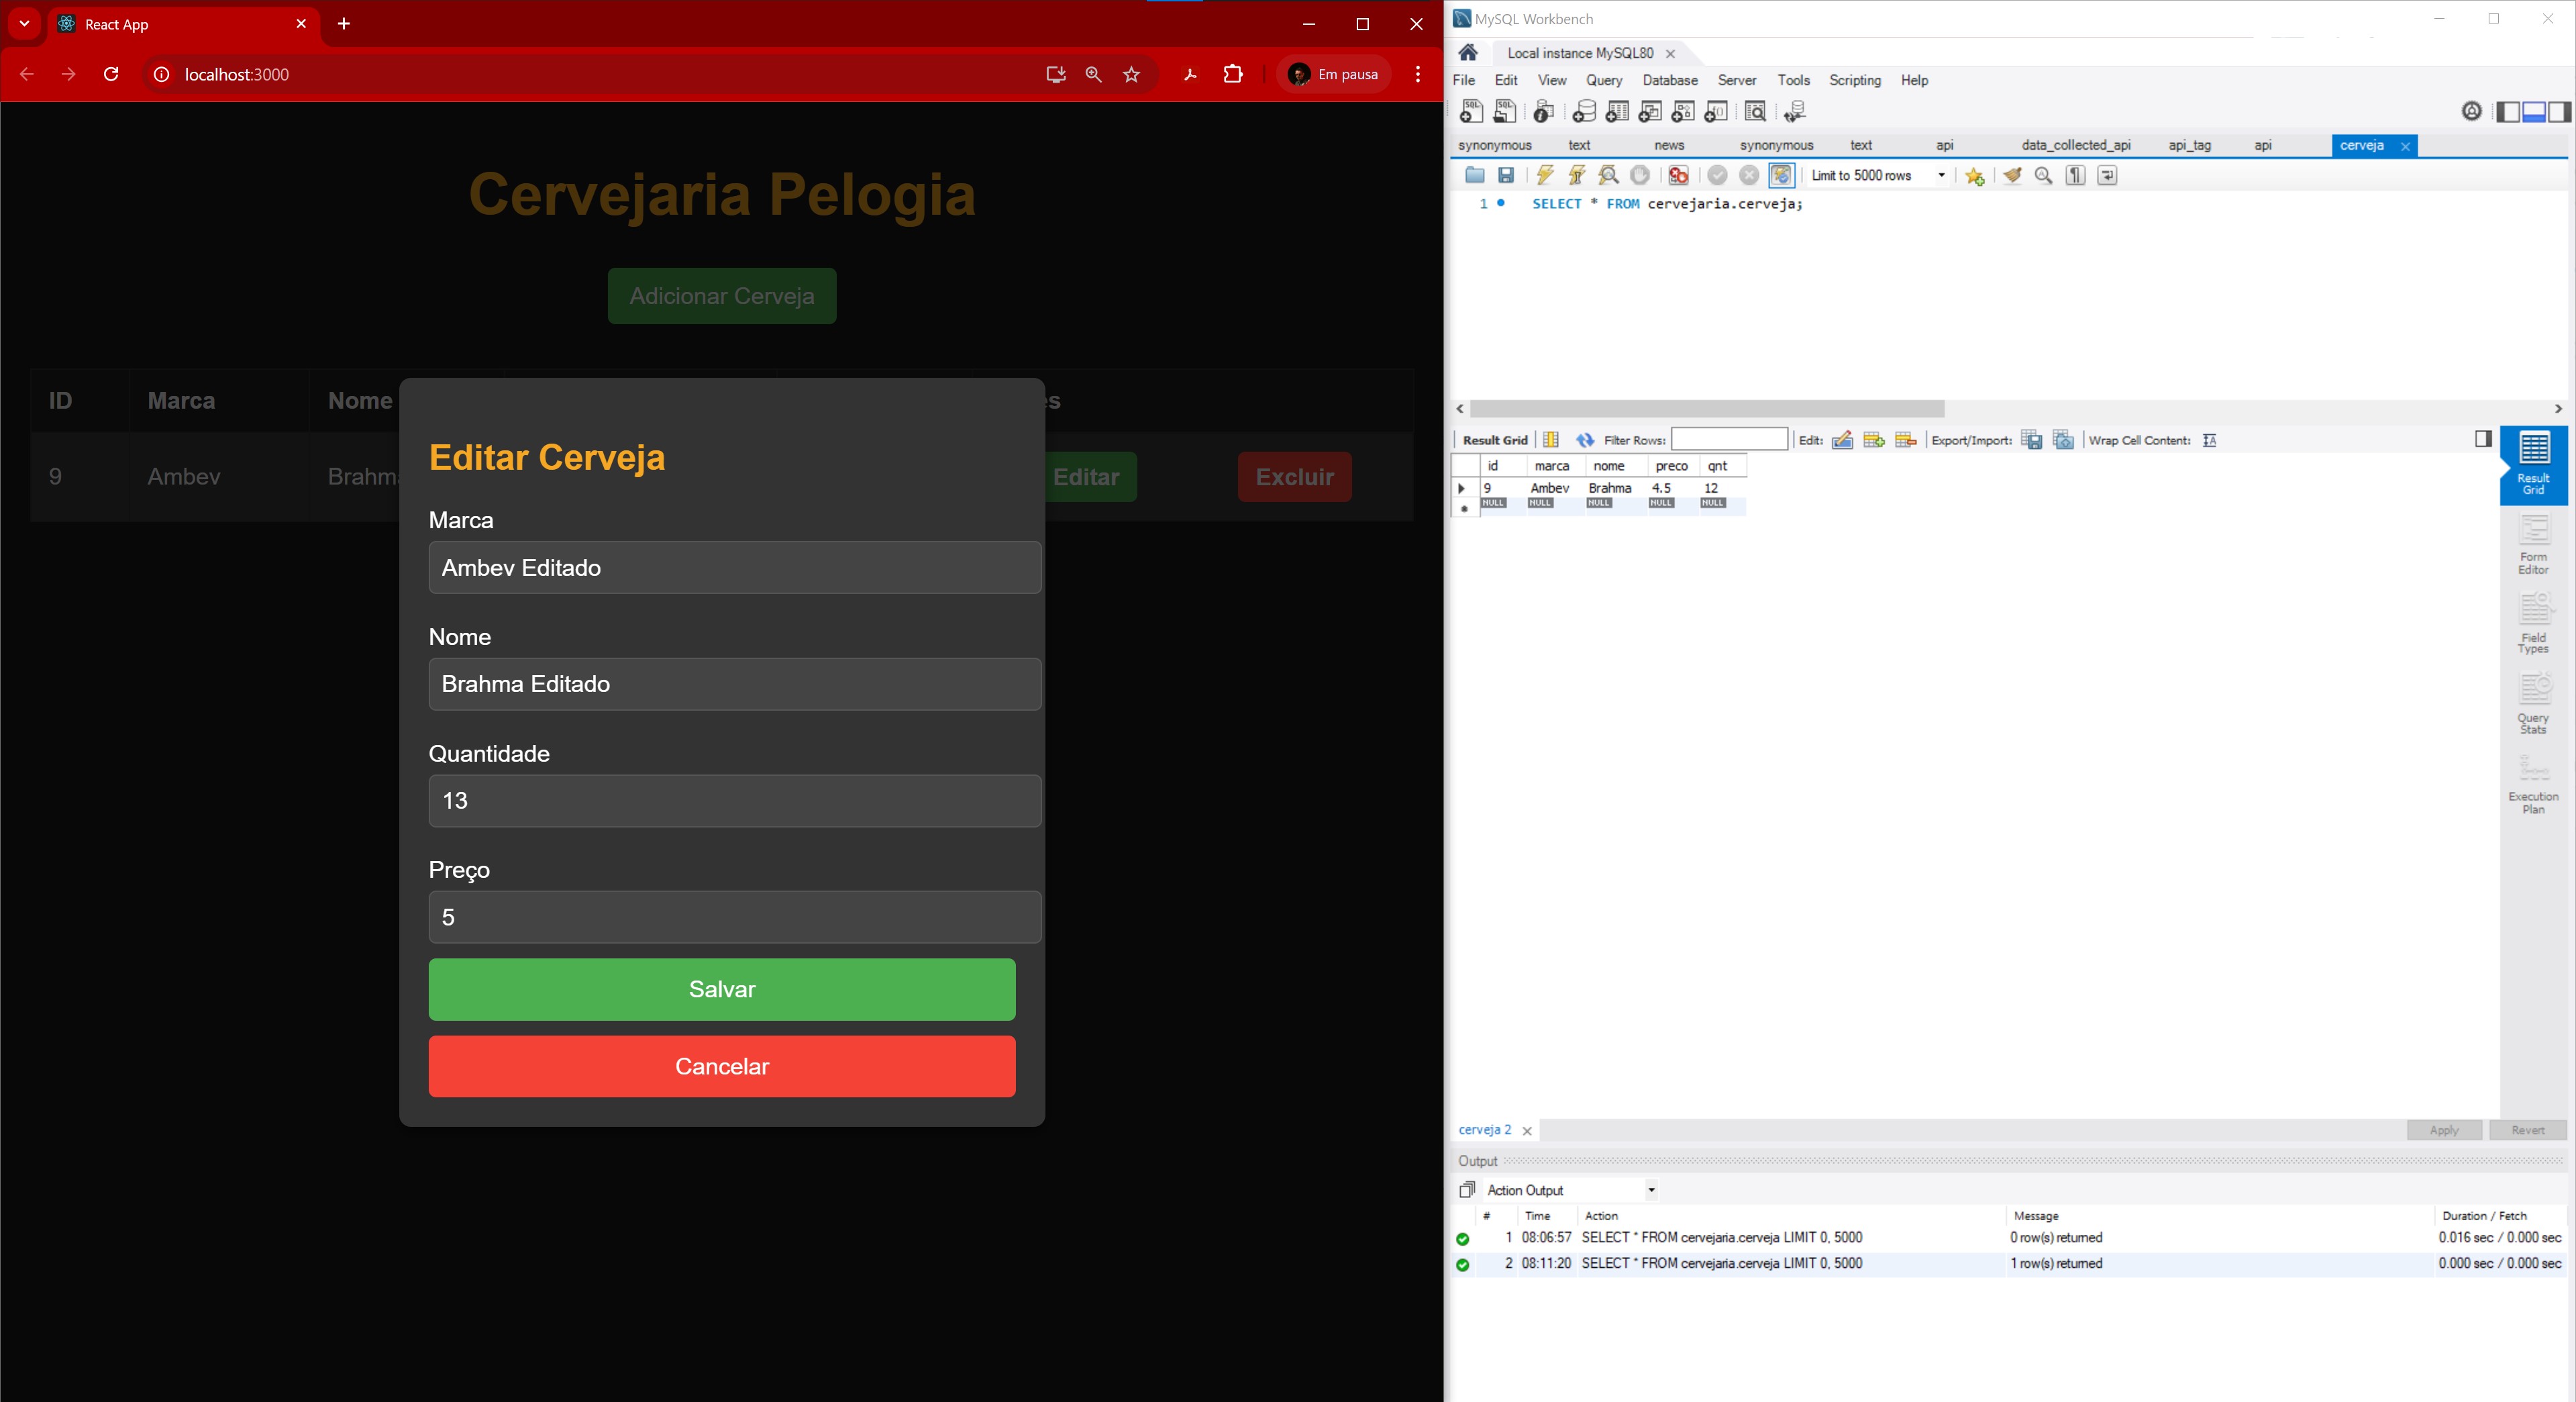 React App
localhost:3000
Em pausa
Cervejaria Pelogia
Adicionar Cerveja
ID Marca Nome
9 Ambev Editar Excluir
Editar Cerveja
Marca
Ambev Editado
Nome
Brahma Editado
Quantidade
13
Preço
5
Salvar
Cancelar
MySQL Workbench
Local instance MySQL80
File Edit View Query Database Server Tools Scripting Help
synonymous text news synonymous text api data_collected_api api_tag api cerveja
Limit to 5000 rows
1 SELECT * FROM cervejaria.cerveja;
Result Grid Filter Rows: Edit: Export/Import: Wrap Cell Content:
id marca nome preco qnt
9 Ambev Brahma 4.5 12
NULL NULL NULL NULL NULL
Result
Grid
Form
Editor
Field
Types
Query
Stats
Execution
Plan
cerveja 2 Apply Revert
Output
Action Output
# Time Action Message Duration / Fetch
1 08:06:57 SELECT * FROM cervejaria.cerveja LIMIT 0, 5000 0 row(s) returned 0.016 sec / 0.000 sec
2 08:11:20 SELECT * FROM cervejaria.cerveja LIMIT 0, 5000 1 row(s) returned 0.000 sec / 0.000 sec